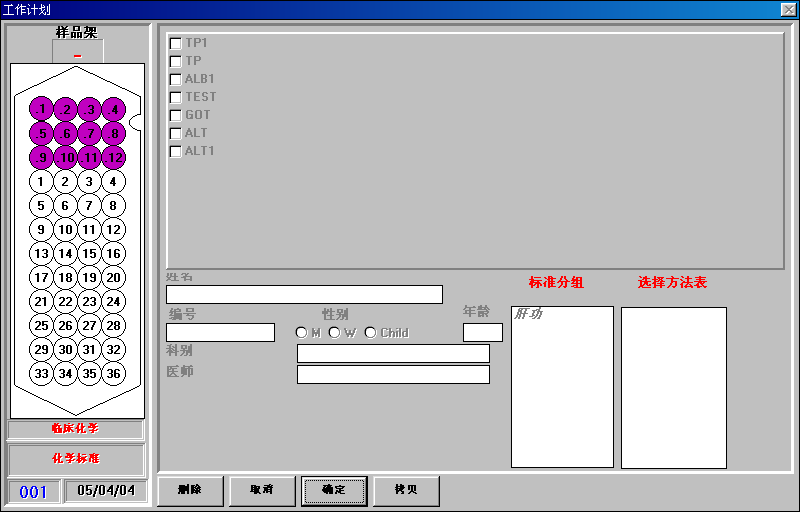 工作计划
样品架
-
.1 .2 .3 .4
.5 .6 .7 .8
.9 .10 .11 .12
1 2 3 4
5 6 7 8
9 10 11 12
13 14 15 16
17 18 19 20
21 22 23 24
25 26 27 28
29 30 31 32
33 34 35 36
临床化学
化学标准
001 05/04/04
TP1
TP
ALB1
TEST
GOT
ALT
ALT1
姓名
编号 性别 年龄
M W Child
科别
医师
标准分组 选择方法表
肝功
删除 取消 确定 拷贝